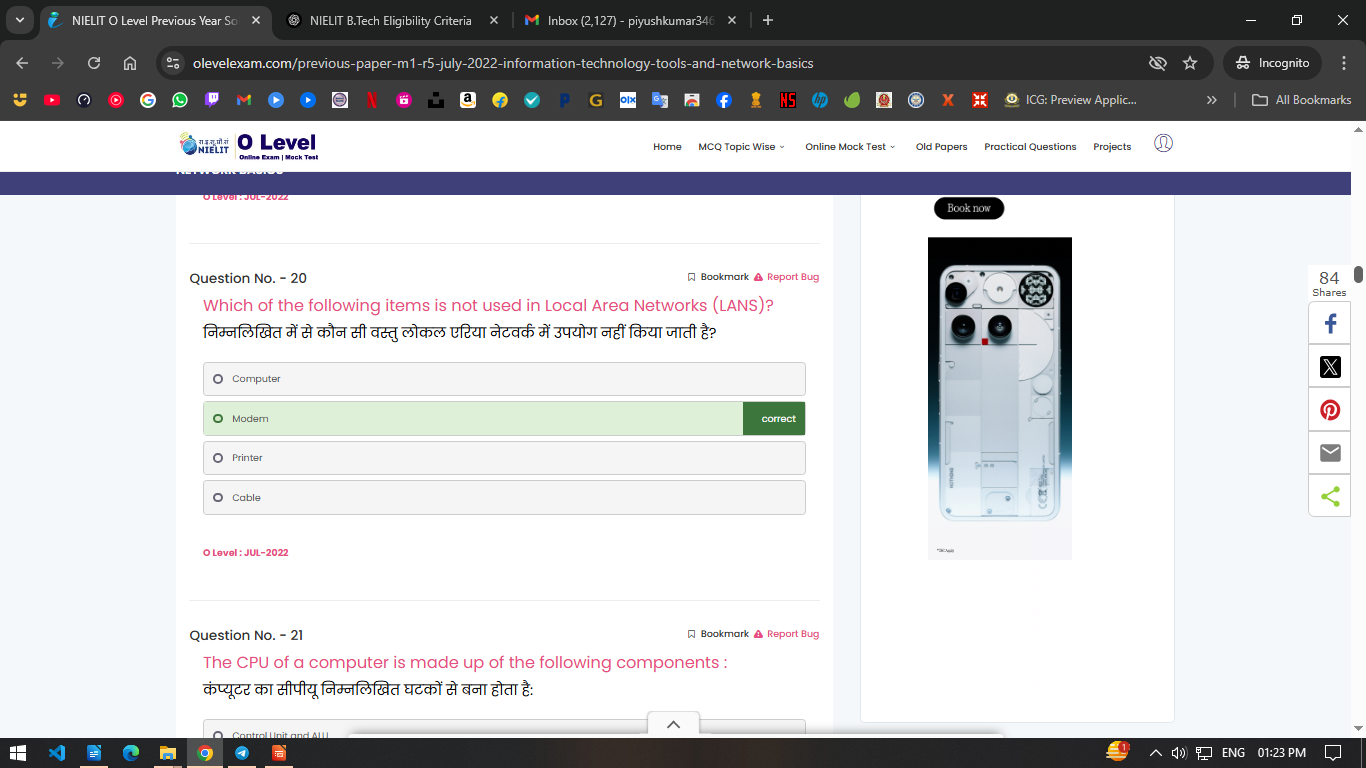 NIELIT O Level Previous Year So
NIELIT B.Tech Eligibility Criteria
Inbox (2,127) - piyushkumar346
olevelexam.com/previous-paper-m1-r5-july-2022-information-technology-tools-and-network-basics
Incognito
ICG: Preview Applic...
All Bookmarks
रा.इ.सू.प्रौ.सं
NIELIT
O Level
Online Exam | Mock Test
Home
MCQ Topic Wise
Online Mock Test
Old Papers
Practical Questions
Projects
NETWORK BASICS
O Level : JUL-2022
Book now
Question No. - 20
Bookmark
Report Bug
Which of the following items is not used in Local Area Networks (LANS)?
निम्नलिखित में से कौन सी वस्तु लोकल एरिया नेटवर्क में उपयोग नहीं किया जाती है?
Computer
Modem
correct
Printer
Cable
O Level : JUL-2022
84
Shares
Question No. - 21
Bookmark
Report Bug
The CPU of a computer is made up of the following components :
कंप्यूटर का सीपीयू निम्नलिखित घटकों से बना होता है:
Control Unit and ALU
ENG
01:23 PM
1